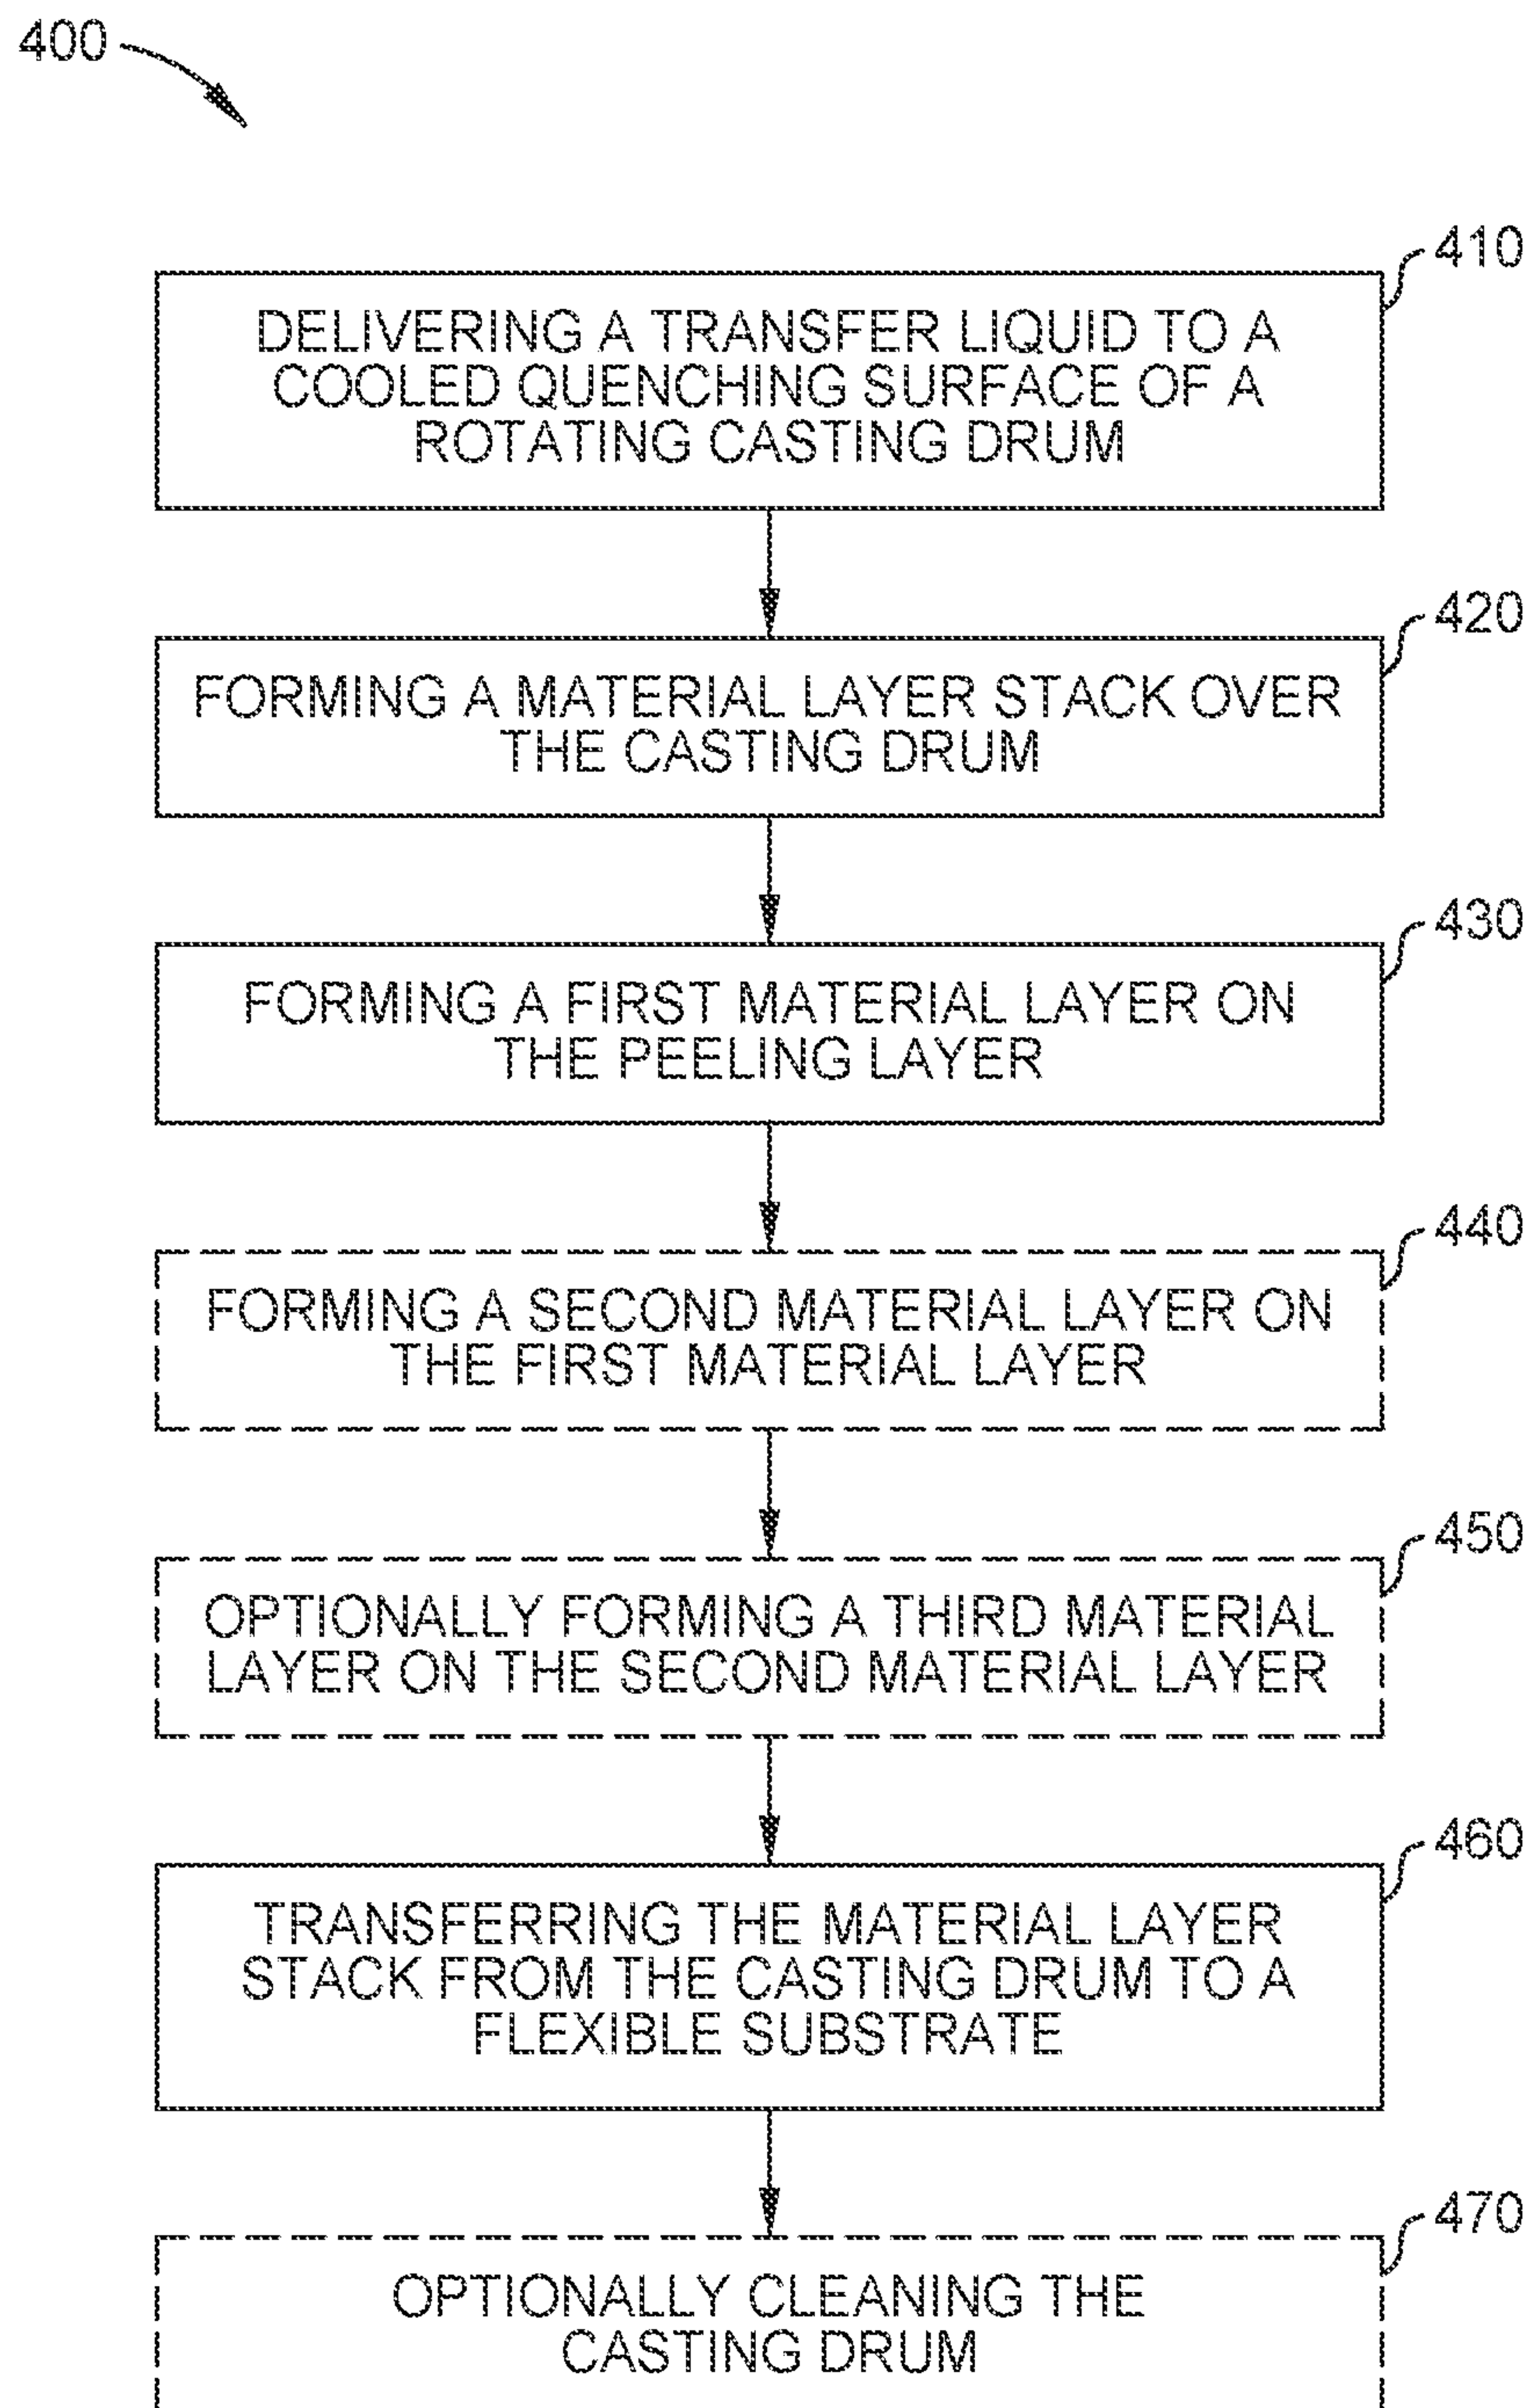 400
410
DELIVERING A TRANSFER LIQUID TO A
COOLED QUENCHING SURFACE OF A
ROTATING CASTING DRUM
420
FORMING A MATERIAL LAYER STACK OVER
THE CASTING DRUM
430
FORMING A FIRST MATERIAL LAYER ON
THE PEELING LAYER
440
FORMING A SECOND MATERIAL LAYER ON
THE FIRST MATERIAL LAYER
450
OPTIONALLY FORMING A THIRD MATERIAL
LAYER ON THE SECOND MATERIAL LAYER
460
TRANSFERRING THE MATERIAL LAYER
STACK FROM THE CASTING DRUM TO A
FLEXIBLE SUBSTRATE
470
OPTIONALLY CLEANING THE
CASTING DRUM